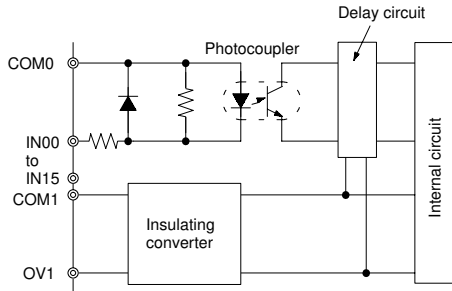 Delay circuit
Photocoupler
COM0
IN00
to
IN15
COM1
Insulating
converter
OV1
Internal circuit